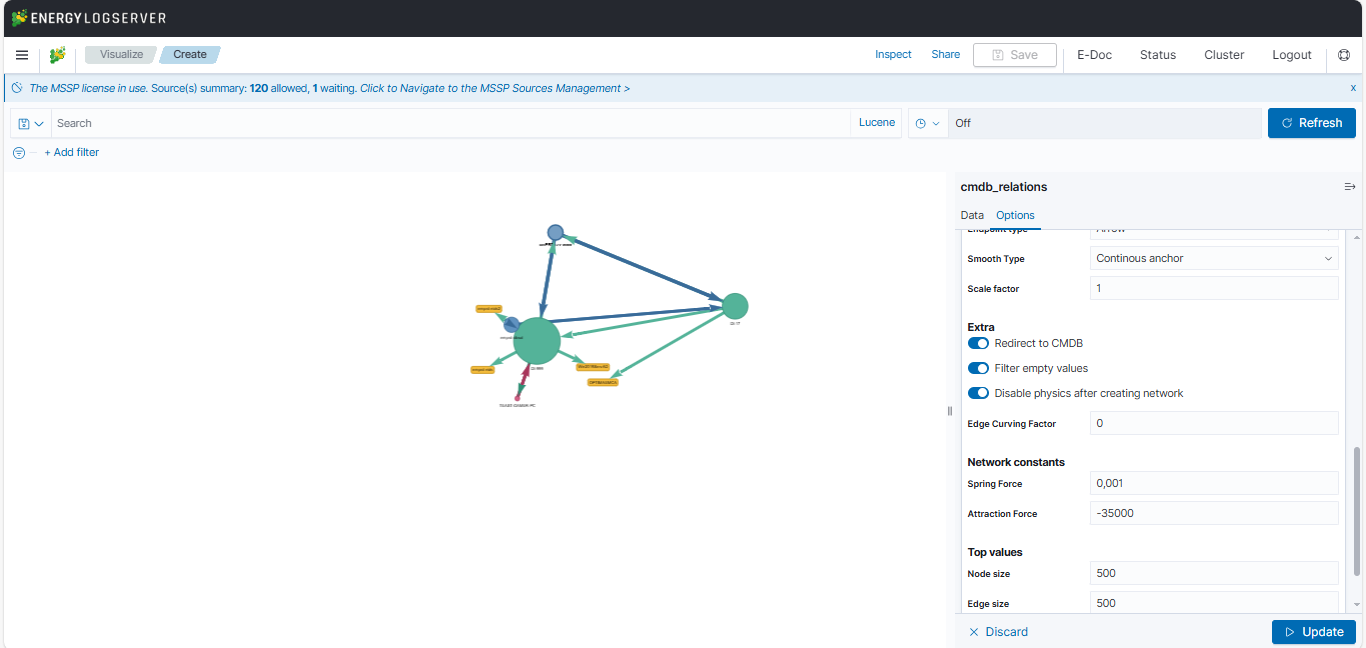 ENERGY LOGSERVER
Visualize
Create
Inspect
Share
Save
E-Doc
Status
Cluster
Logout
The MSSP license in use. Source(s) summary: 120 allowed, 1 waiting. Click to Navigate to the MSSP Sources Management >
x
Search
Lucene
Off
Refresh
+ Add filter
cmdb_relations
Data
Options
Endpoint type
Arrow
Smooth Type
Continous anchor
Scale factor
1
Extra
Redirect to CMDB
Filter empty values
Disable physics after creating network
Edge Curving Factor
0
Network constants
Spring Force
0,001
Attraction Force
-35000
Top values
Node size
500
Edge size
500
Discard
Update